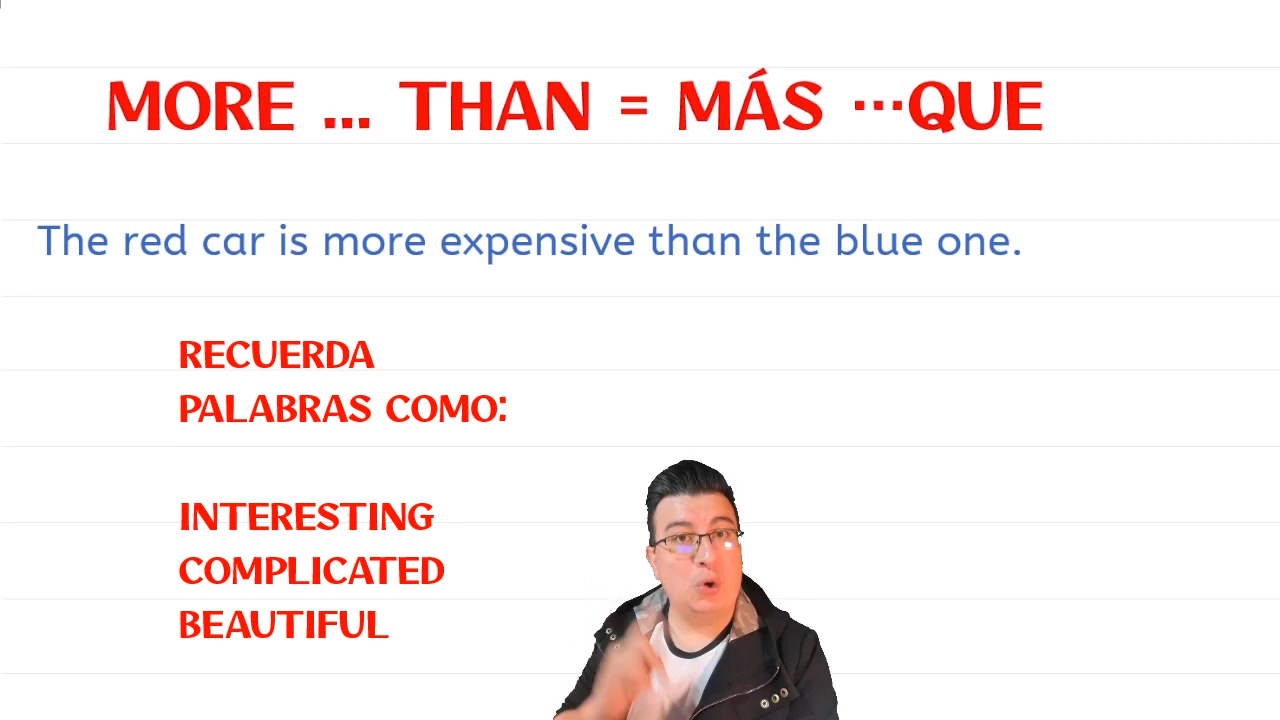 MORE ... THAN = MÁS ...QUE
The red car is more expensive than the blue one.
RECUERDA
PALABRAS COMO:
INTERESTING
COMPLICATED
BEAUTIFUL